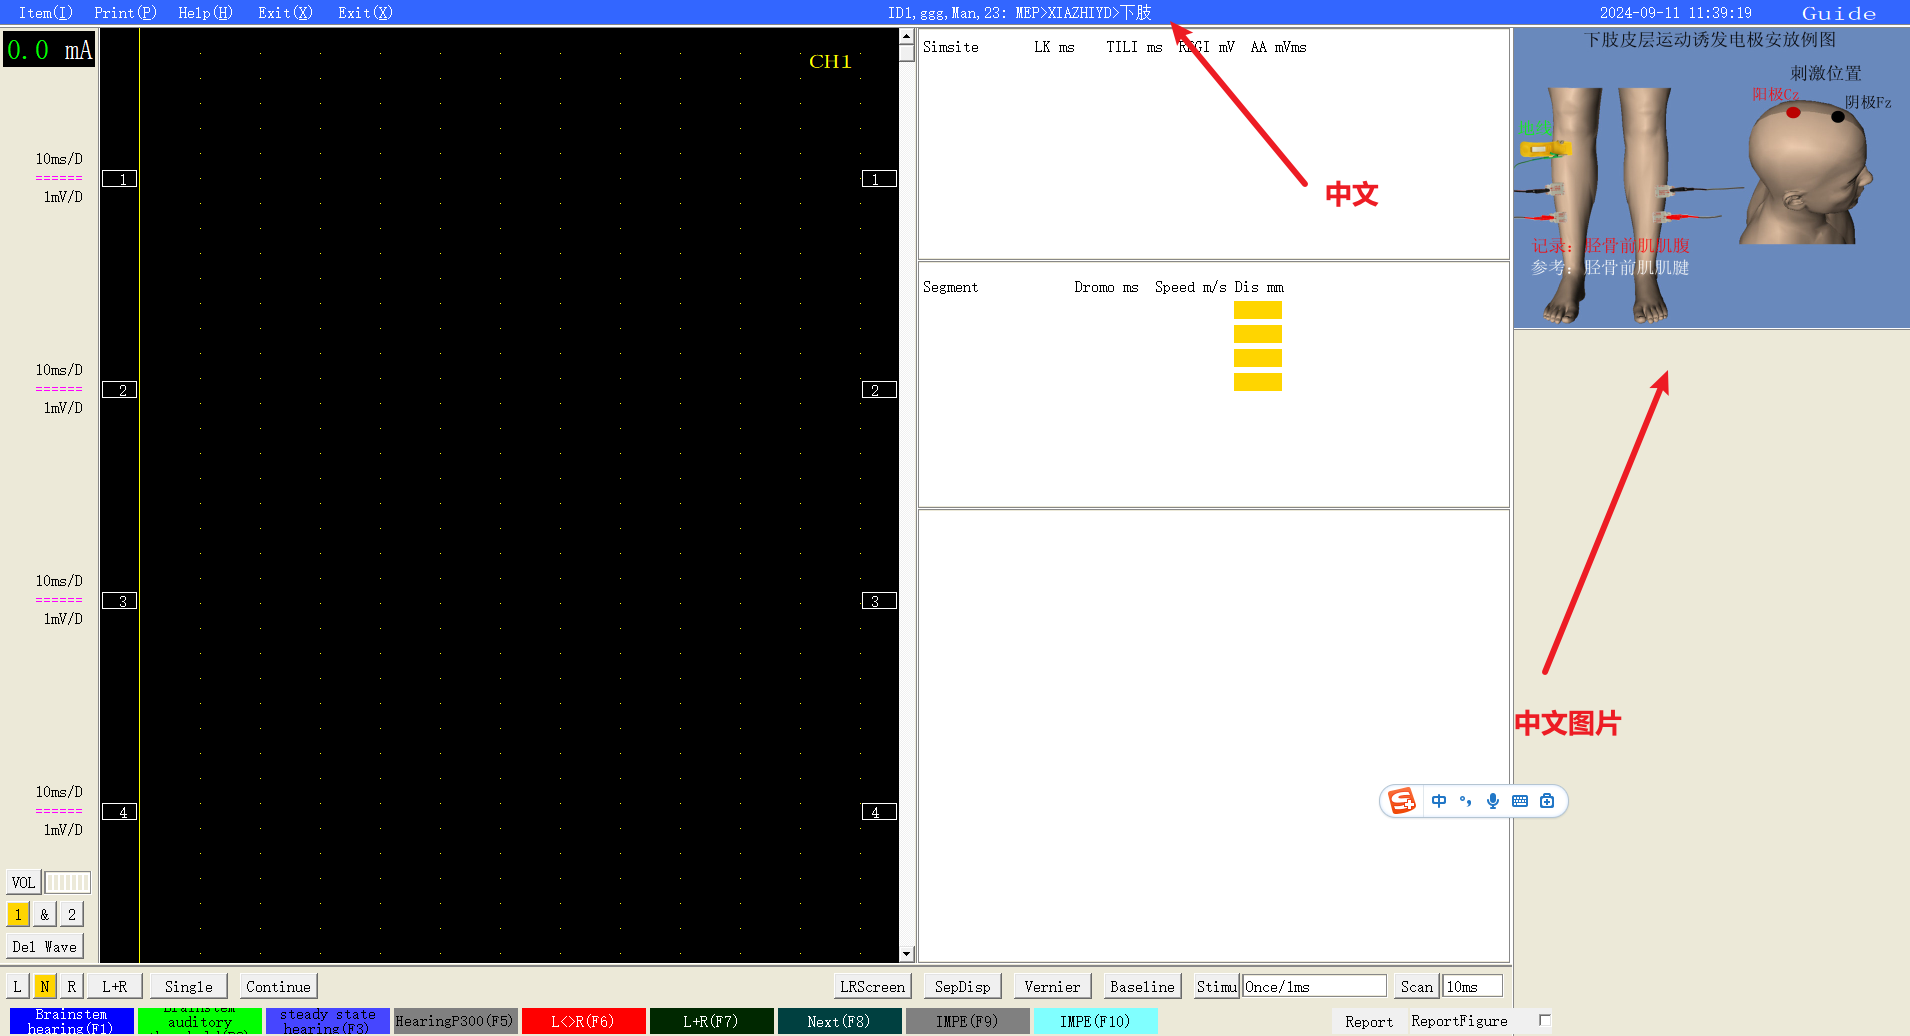 Item(I) Print(P) Help(H) Exit(X) Exit(X) ID1,ggg,Man,23: MEP>XIAZHIYD>下肢 2024-09-11 11:39:19 Guide
0.0 mA
CH1
10ms/D
======
1mV/D
1 1
10ms/D
======
1mV/D
2 2
10ms/D
======
1mV/D
3 3
10ms/D
======
1mV/D
4 4
Simsite LK ms TILI ms REGI mV AA mVms
中文
Segment Dromo ms Speed m/s Dis mm
下肢皮层运动诱发电极安放例图
刺激位置
阳极Cz
阴极Fz
地线
记录: 胫骨前肌肌腹
参考: 胫骨前肌肌腱
中文图片
中
VOL
1 & 2
Del Wave
L N R L+R Single Continue LRScreen SepDisp Vernier Baseline Stimu Once/1ms Scan 10ms
Brainstem
hearing(F1)
Brainstem
auditory
steady state
hearing(F3)
HearingP300(F5) L<>R(F6) L+R(F7) Next(F8) IMPE(F9) IMPE(F10) Report ReportFigure